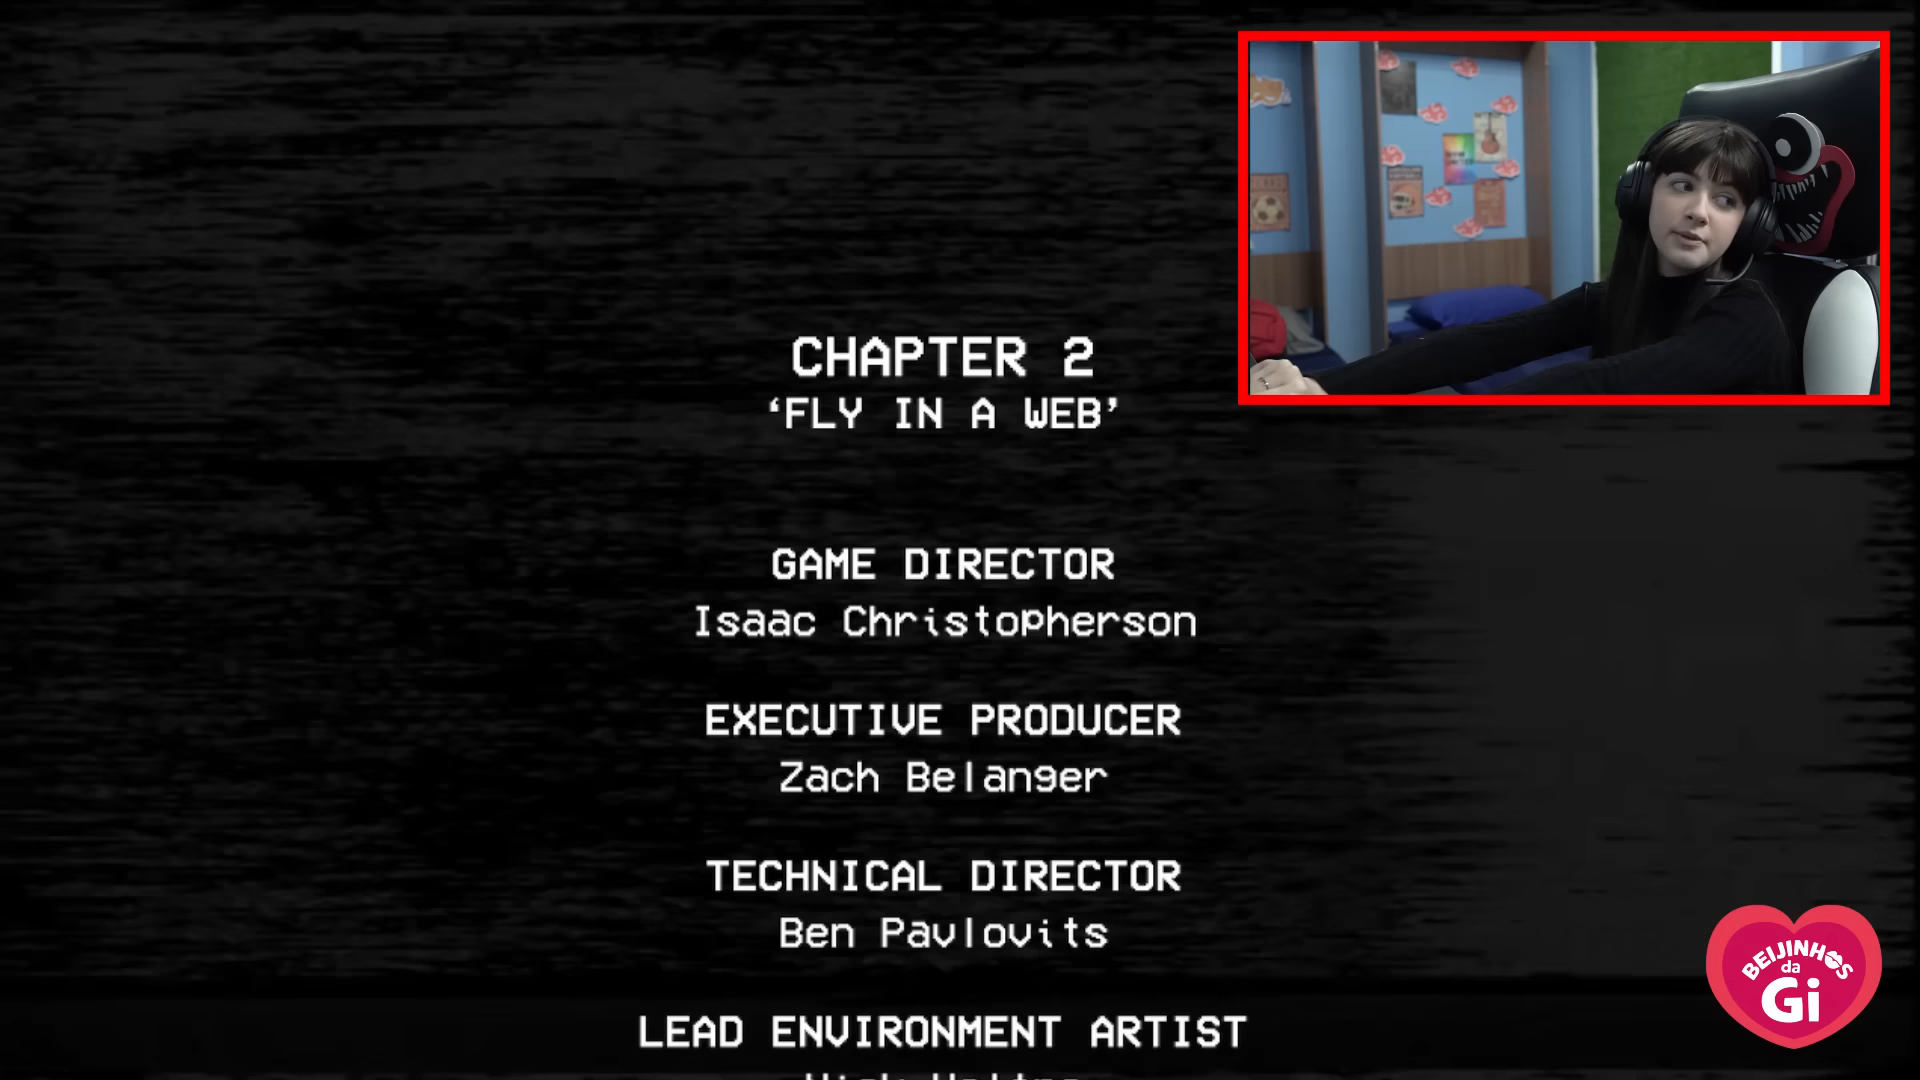 CHAPTER 2
‘FLY IN A WEB’
GAME DIRECTOR
Isaac Christopherson
EXECUTIVE PRODUCER
Zach Belanger
TECHNICAL DIRECTOR
Ben Pavlovits
LEAD ENVIRONMENT ARTIST
BEIJINHOS
da
Gi